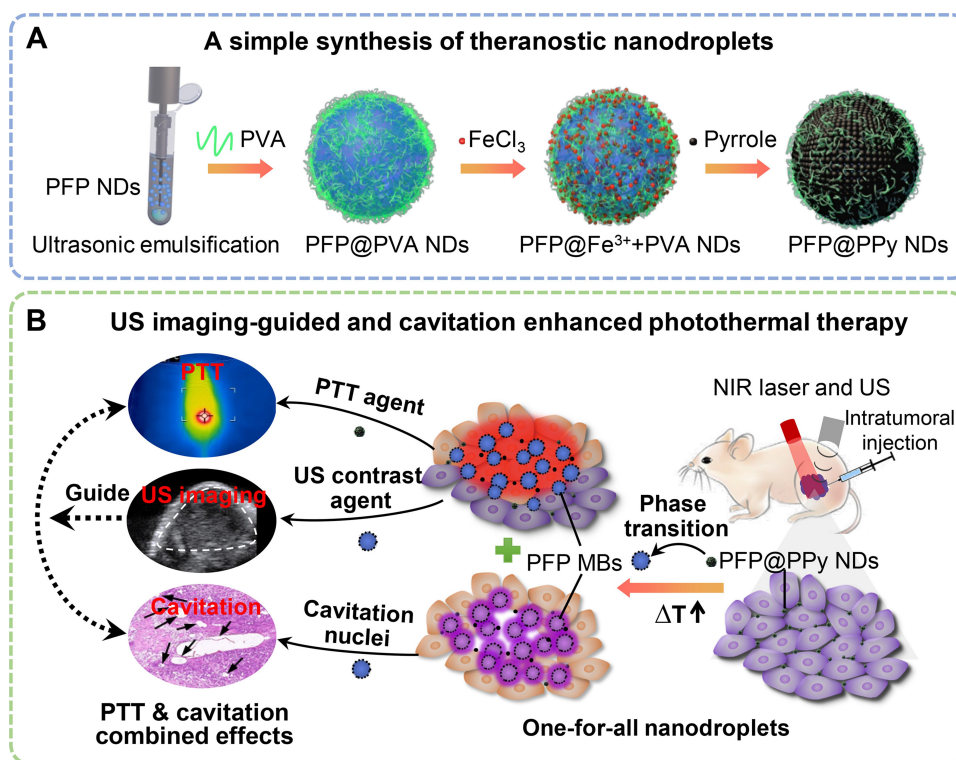 A
A simple synthesis of theranostic nanodroplets
PFP NDs
Ultrasonic emulsification
PVA
PFP@PVA NDs
FeCl₃
PFP@Fe³⁺+PVA NDs
Pyrrole
PFP@PPy NDs
B
US imaging-guided and cavitation enhanced photothermal therapy
PTT
PTT agent
NIR laser and US
Intratumoral
injection
Guide
US imaging
US contrast
agent
Phase
transition
PFP MBs
PFP@PPy NDs
ΔT↑
Cavitation
Cavitation
nuclei
PTT & cavitation
combined effects
One-for-all nanodroplets